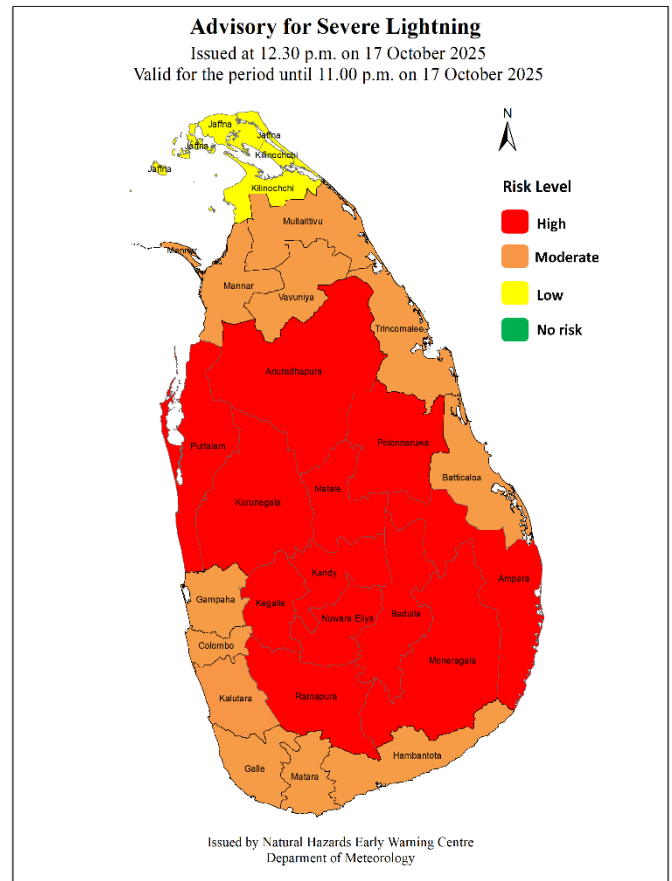 Advisory for Severe Lightning
Issued at 12.30 p.m. on 17 October 2025
Valid for the period until 11.00 p.m. on 17 October 2025
N
Risk Level
High
Moderate
Low
No risk
Jaffna
Jaffna
Jaffna
Jaffna
Kilinochchi
Kilinochchi
Mullaittivu
Mannar
Mannar
Vavuniya
Trincomalee
Anuradhapura
Puttalam
Polonnaruwa
Batticaloa
Kurunegala
Matale
Kandy
Ampara
Gampaha
Kegalle
Nuwara Eliya
Badulla
Colombo
Moneragala
Kalutara
Ratnapura
Hambantota
Galle
Matara
Issued by Natural Hazards Early Warning Centre
Deparment of Meteorology